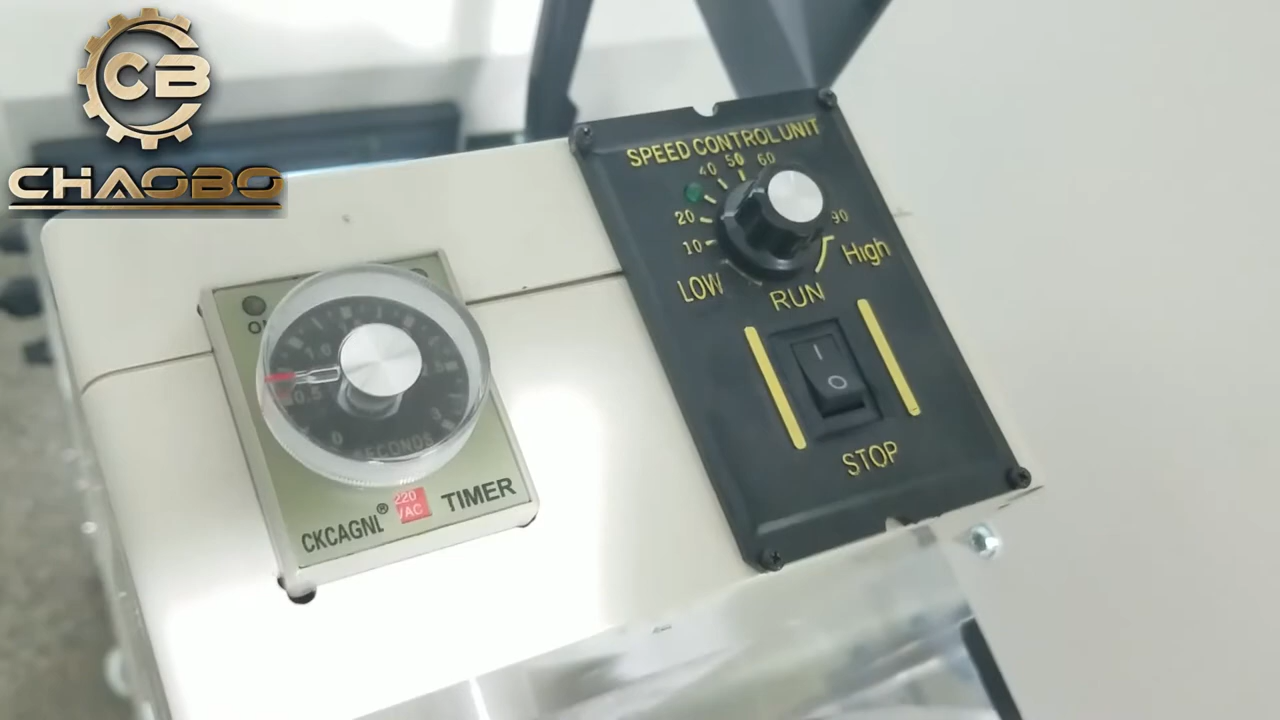 CB
CHAOBO
SPEED CONTROL UNIT
40 50 60
20
10
90
LOW
High
RUN
STOP
0.5
0
3
SECONDS
220
VAC
CKCAGNL® TIMER